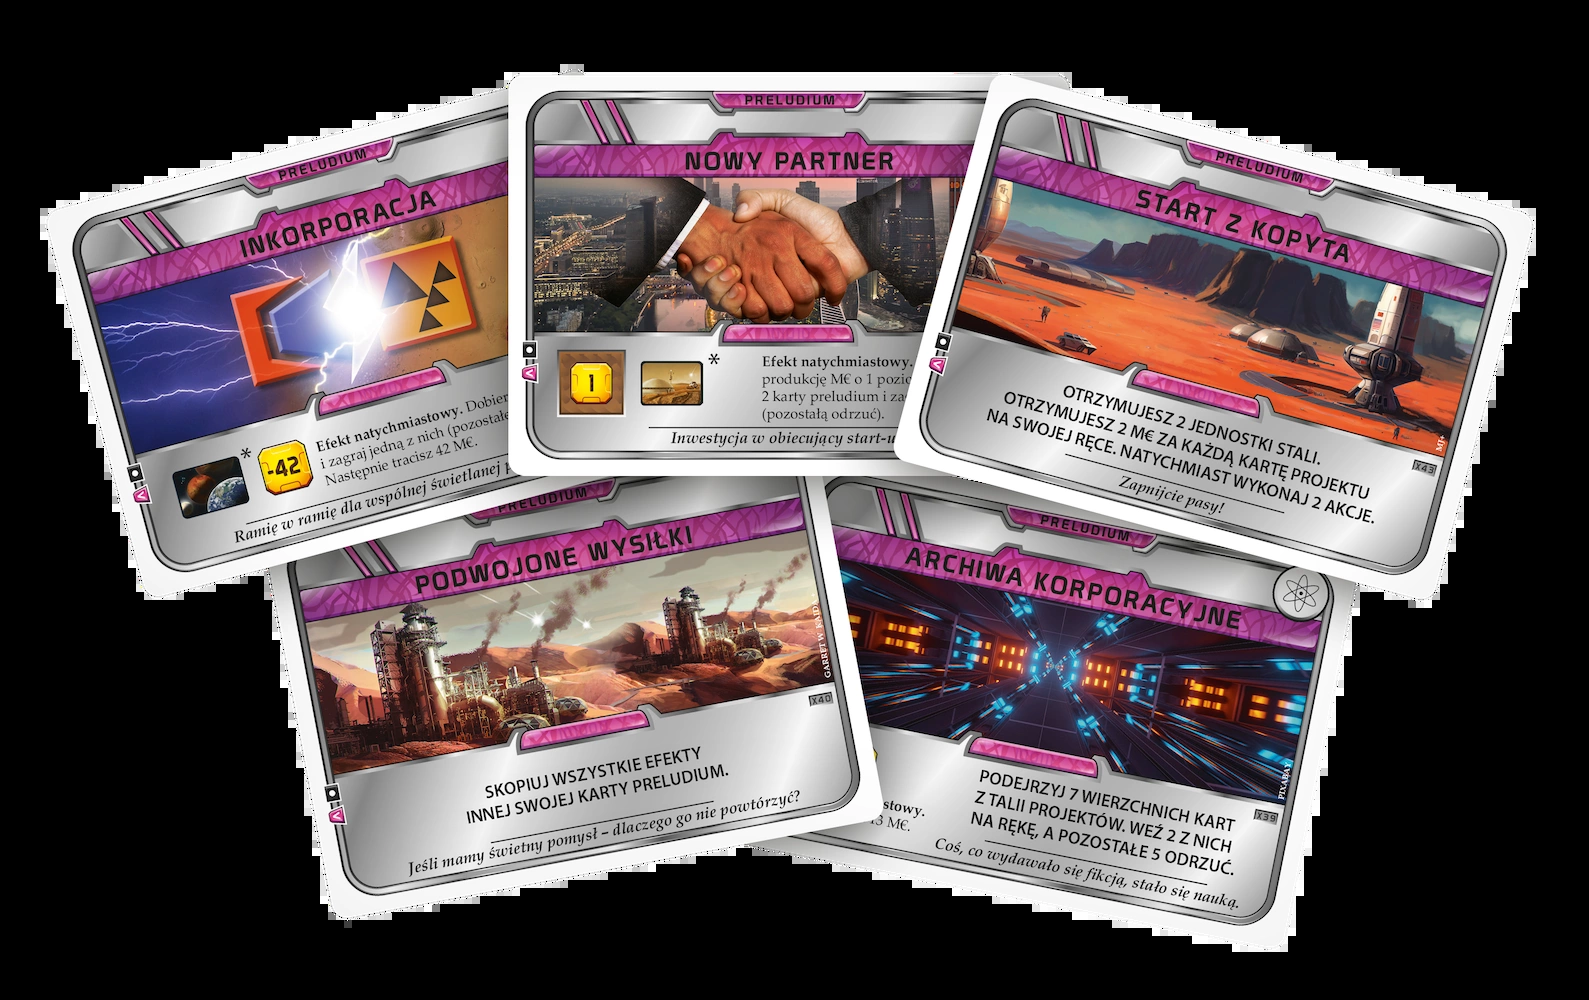 PRELUDIUM
INKORPORACJA
-42
*
Efekt natychmiastowy.
i zagraj jedną z nich
Następnie tracisz 42 M€.
Ramię w ramię dla wspólnej świetlanej
PRELUDIUM
NOWY PARTNER
1
*
Efekt natychmiastowy.
produkcję M€ o 1
2 karty preludium i
(pozostałą odrzuć).
Inwestycja w obiecujący
PRELUDIUM
START Z KOPYTA
MJ+
X43
OTRZYMUJESZ 2 JEDNOSTKI STALI.
OTRZYMUJESZ 2 M€ ZA KAŻDĄ KARTĘ PROJEKTU
NA SWOJEJ RĘCE. NATYCHMIAST WYKONAJ 2 AKCJE.
Zapnijcie pasy!
PRELUDIUM
PODWOJONE WYSIŁKI
X40
SKOPIUJ WSZYSTKIE EFEKTY
INNEJ SWOJEJ KARTY PRELUDIUM.
Jeśli mamy świetny pomysł – dlaczego go nie powtórzyć?
PRELUDIUM
ARCHIWA KORPORACYJNE
PIXABAY
X39
13 M€.
PODEJRZYJ 7 WIERZCHNICH KART
Z TALII PROJEKTÓW. WEŹ 2 Z NICH
NA RĘKĘ, A POZOSTAŁE 5 ODRZUĆ.
Coś, co wydawało się fikcją, stało się nauką.